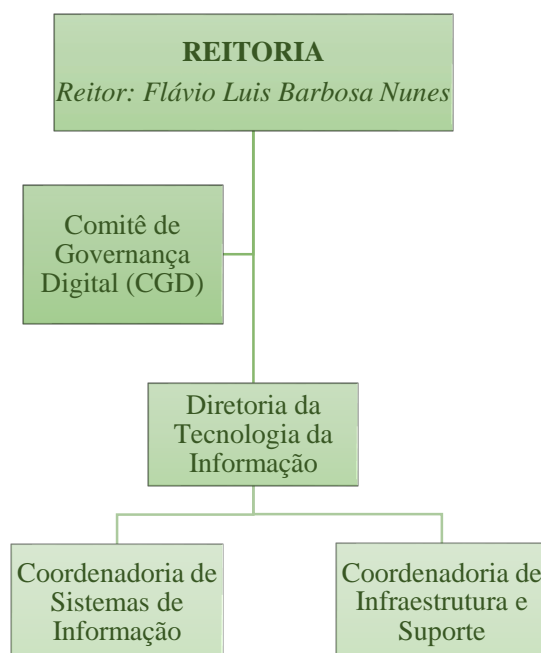 REITORIA
Reitor: Flávio Luis Barbosa Nunes
Comitê de
Governança
Digital (CGD)
Diretoria da
Tecnologia da
Informação
Coordenadoria de
Sistemas de
Informação
Coordenadoria de
Infraestrutura e
Suporte